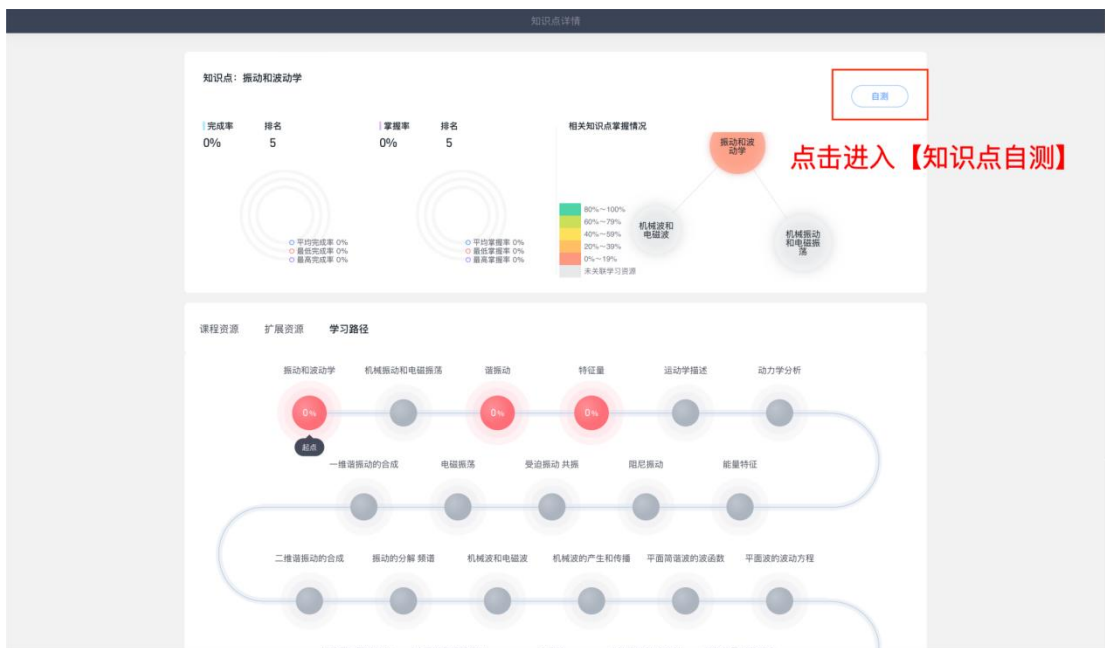 知识点详情
知识点：振动和波动学
自测
完成率 排名
0% 5
平均完成率 0%
最低完成率 0%
最高完成率 0%
掌握率 排名
0% 5
平均掌握率 0%
最低掌握率 0%
最高掌握率 0%
相关知识点掌握情况
振动和波
动学
机械波和
电磁波
机械振动
和电磁振
荡
80%～100%
60%～79%
40%～59%
20%～39%
0%～19%
未关联学习资源
点击进入【知识点自测】
课程资源 扩展资源 学习路径
振动和波动学 机械振动和电磁振荡 谐振动 特征量 运动学描述 动力学分析
0% 0% 0%
起点
一维谐振动的合成 电磁振荡 受迫振动 共振 阻尼振动 能量特征
二维谐振动的合成 振动的分解 频谱 机械波和电磁波 机械波的产生和传播 平面简谐波的波函数 平面波的波动方程